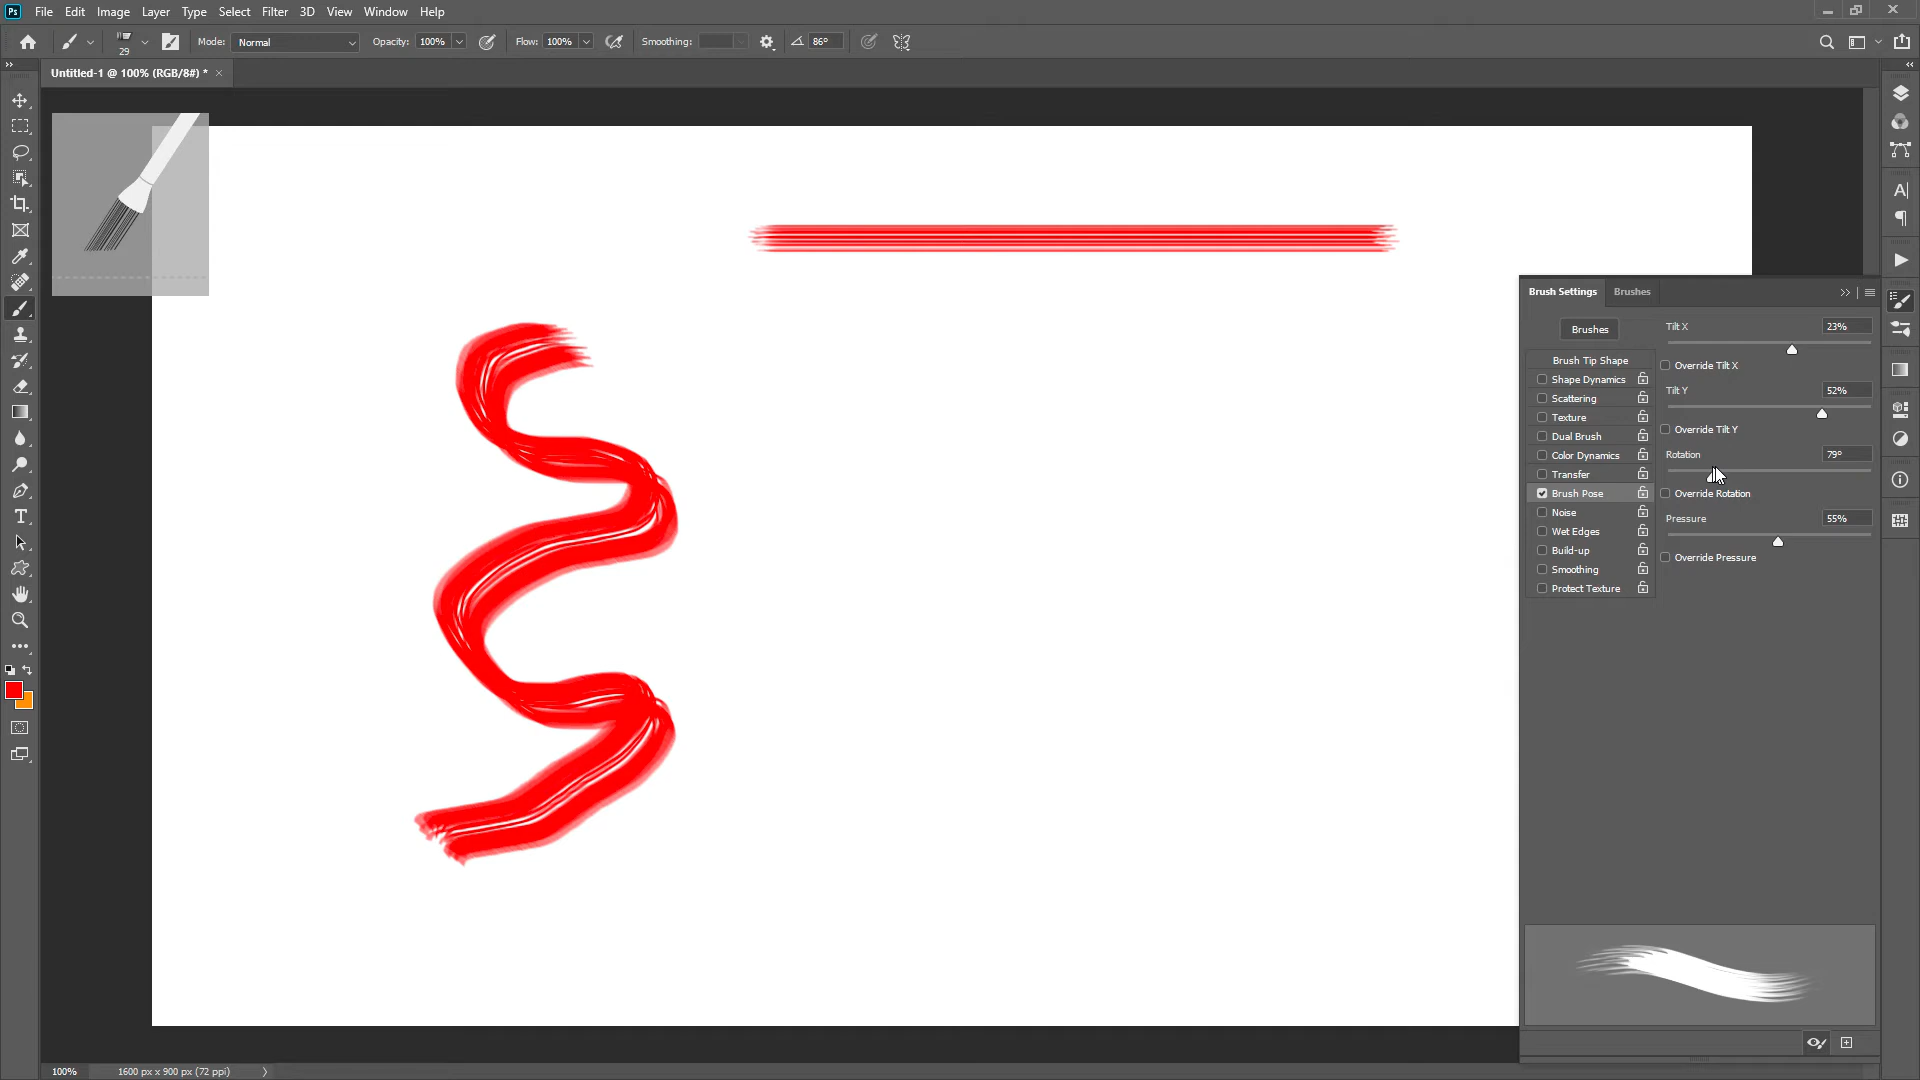 Ps File Edit Image Layer Type Select Filter 3D View Window Help
29 Mode: Normal Opacity: 100% Flow: 100% Smoothing: 86°
Untitled-1 @ 100% (RGB/8#) * ×
Brush Settings Brushes
Brushes
Brush Tip Shape
Shape Dynamics
Scattering
Texture
Dual Brush
Color Dynamics
Transfer
Brush Pose
Noise
Wet Edges
Build-up
Smoothing
Protect Texture
Tilt X 23%
Override Tilt X
Tilt Y 52%
Override Tilt Y
Rotation 79°
Override Rotation
Pressure 55%
Override Pressure
100% 1600 px x 900 px (72 ppi)